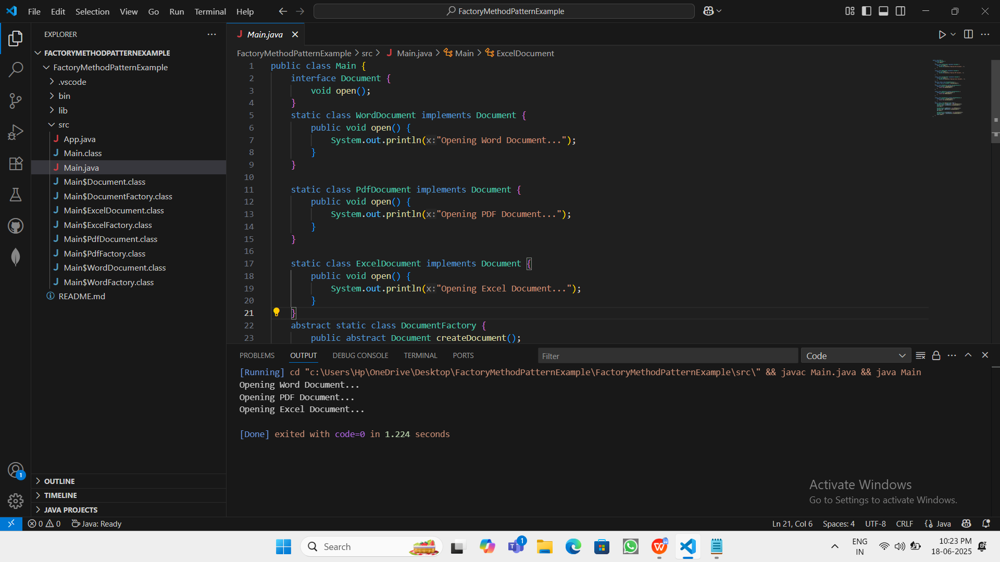 File Edit Selection View Go Run Terminal Help
FactoryMethodPatternExample
EXPLORER
FACTORYMETHODPATTERNEXAMPLE
FactoryMethodPatternExample
.vscode
bin
lib
src
App.java
Main.class
Main.java
Main$Document.class
Main$DocumentFactory.class
Main$ExcelDocument.class
Main$ExcelFactory.class
Main$PdfDocument.class
Main$PdfFactory.class
Main$WordDocument.class
Main$WordFactory.class
README.md
OUTLINE
TIMELINE
JAVA PROJECTS
Main.java
FactoryMethodPatternExample > src > Main.java > Main > ExcelDocument
1 public class Main {
2 interface Document {
3 void open();
4 }
5 static class WordDocument implements Document {
6 public void open() {
7 System.out.println(x:"Opening Word Document...");
8 }
9 }
10
11 static class PdfDocument implements Document {
12 public void open() {
13 System.out.println(x:"Opening PDF Document...");
14 }
15 }
16
17 static class ExcelDocument implements Document {
18 public void open() {
19 System.out.println(x:"Opening Excel Document...");
20 }
21 }
22 abstract static class DocumentFactory {
23 public abstract Document createDocument();
PROBLEMS OUTPUT DEBUG CONSOLE TERMINAL PORTS
Filter
Code
[Running] cd "c:\Users\Hp\OneDrive\Desktop\FactoryMethodPatternExample\FactoryMethodPatternExample\src\" && javac Main.java && java Main
Opening Word Document...
Opening PDF Document...
Opening Excel Document...
[Done] exited with code=0 in 1.224 seconds
Activate Windows
Go to Settings to activate Windows.
1
0 0 Java: Ready
Ln 21, Col 6 Spaces: 4 UTF-8 CRLF Java
Search
1
ENG
IN
10:23 PM
18-06-2025